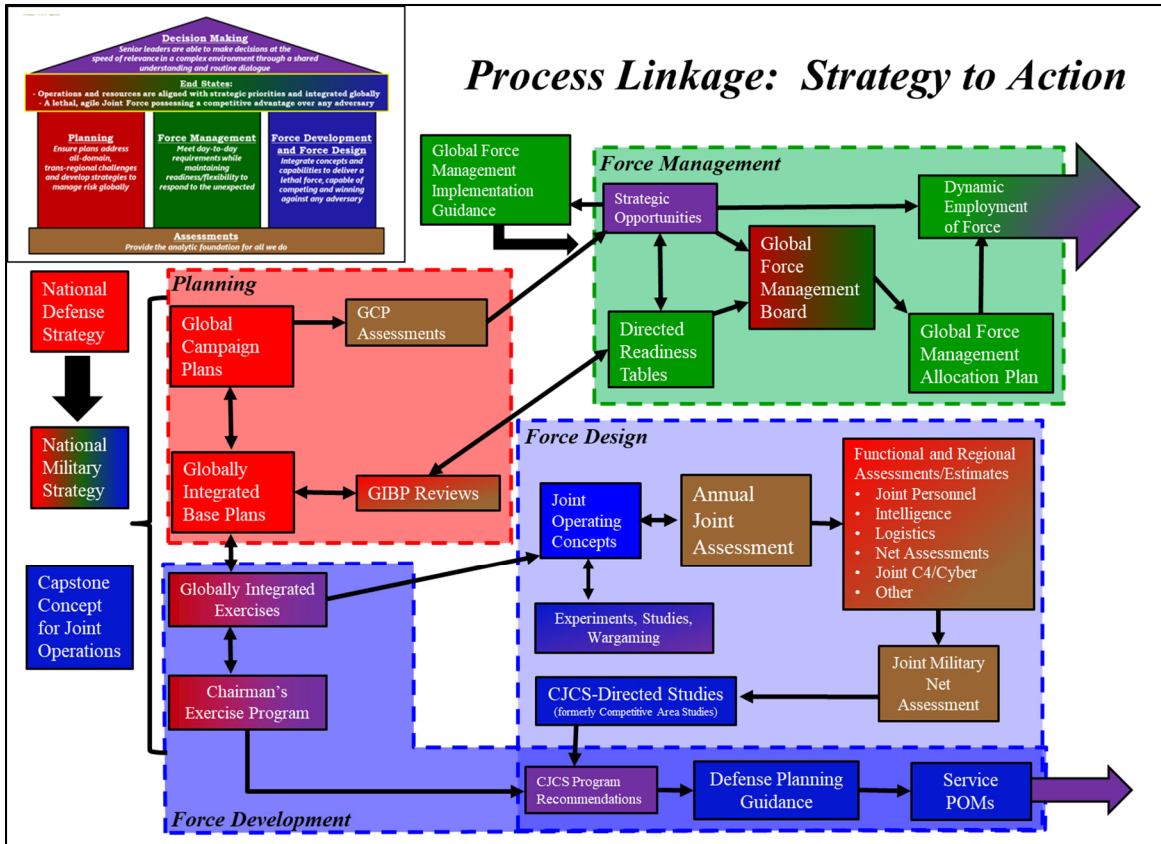 Decision Making
Senior leaders are able to make decisions at the
speed of relevance in a complex environment through a shared
understanding and routine dialogue
End States:
- Operations and resources are aligned with strategic priorities and integrated globally
- A lethal, agile Joint Force possessing a competitive advantage over any adversary
Planning
Ensure plans address
all-domain,
trans-regional challenges
and develop strategies to
manage risk globally
Force Management
Meet day-to-day
requirements while
maintaining
readiness/flexibility to
respond to the unexpected
Force Development
and Force Design
Integrate concepts and
capabilities to deliver a
lethal force, capable of
competing and winning
against any adversary
Assessments
Provide the analytic foundation for all we do
Process Linkage: Strategy to Action
Global Force
Management
Implementation
Guidance
Force Management
Strategic
Opportunities
Dynamic
Employment
of Force
Global
Force
Management
Board
Directed
Readiness
Tables
Global Force
Management
Allocation Plan
National
Defense
Strategy
National
Military
Strategy
Capstone
Concept
for Joint
Operations
Planning
Global
Campaign
Plans
GCP
Assessments
Globally
Integrated
Base Plans
GIBP Reviews
Globally Integrated
Exercises
Chairman's
Exercise Program
Force Development
Force Design
Joint
Operating
Concepts
Annual
Joint
Assessment
Functional and Regional
Assessments/Estimates
• Joint Personnel
• Intelligence
• Logistics
• Net Assessments
• Joint C4/Cyber
• Other
Experiments, Studies,
Wargaming
Joint Military
Net
Assessment
CJCS-Directed Studies
(formerly Competitive Area Studies)
CJCS Program
Recommendations
Defense Planning
Guidance
Service
POMs